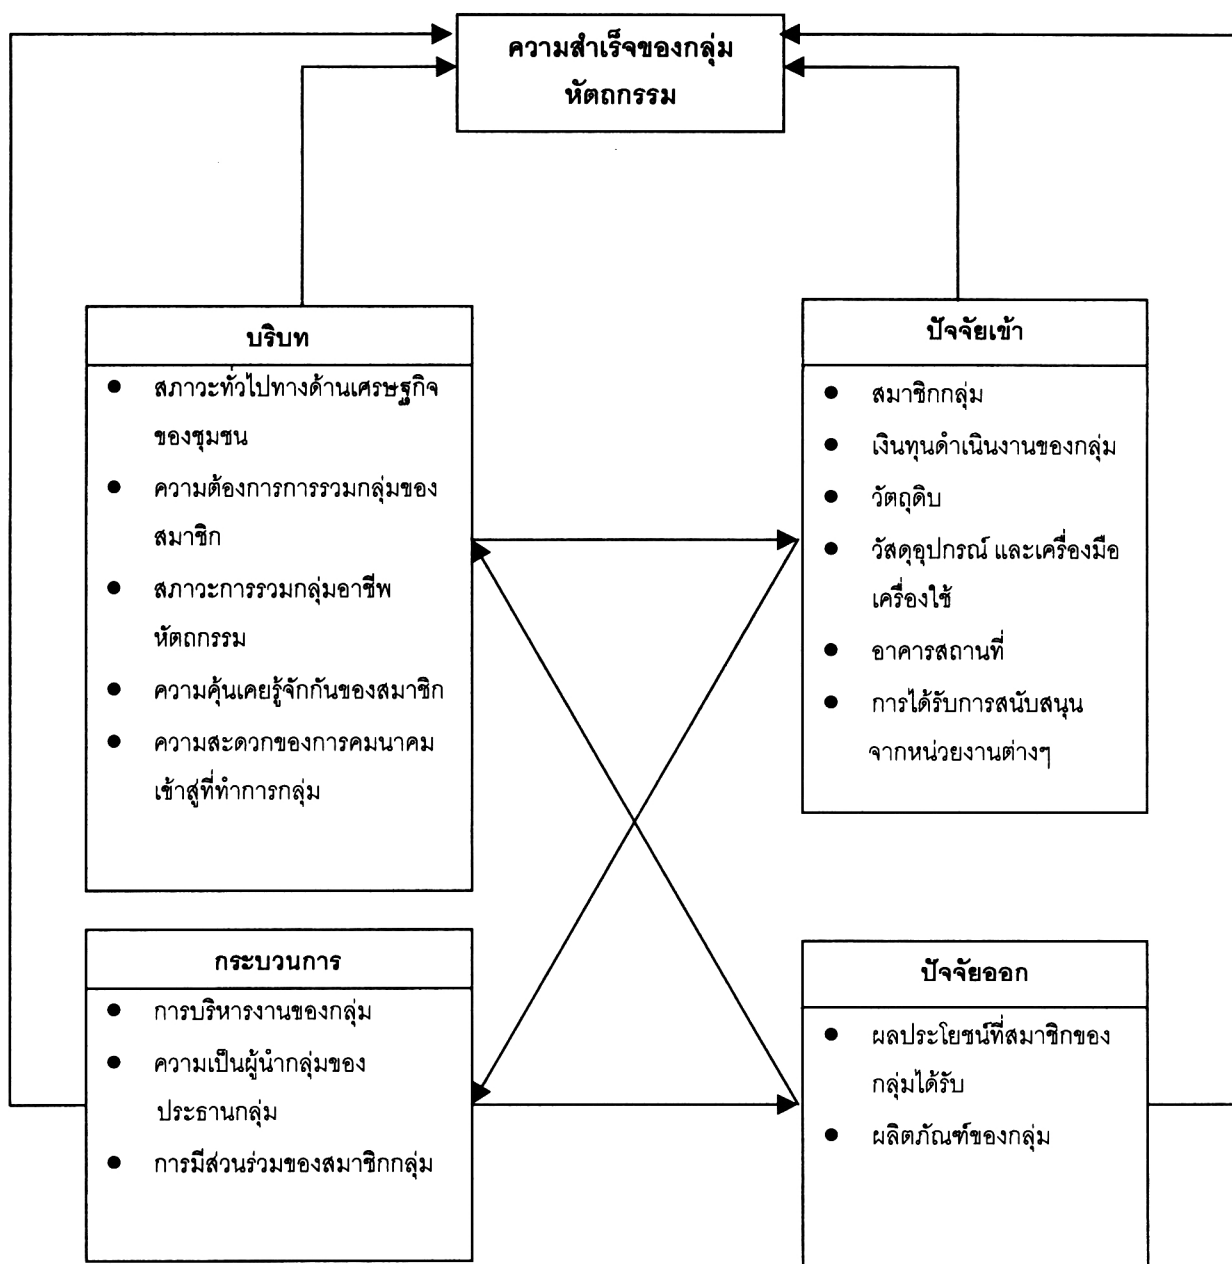 ความสำเร็จของกลุ่ม
หัตถกรรม
บริบท
● สภาวะทั่วไปทางด้านเศรษฐกิจ
ของชุมชน
● ความต้องการการรวมกลุ่มของ
สมาชิก
● สภาวะการรวมกลุ่มอาชีพ
หัตถกรรม
● ความคุ้นเคยรู้จักกันของสมาชิก
● ความสะดวกของการคมนาคม
เข้าสู่ที่ทำการกลุ่ม
ปัจจัยเข้า
● สมาชิกกลุ่ม
● เงินทุนดำเนินงานของกลุ่ม
● วัตถุดิบ
● วัสดุอุปกรณ์ และเครื่องมือ
เครื่องใช้
● อาคารสถานที่
● การได้รับการสนับสนุน
จากหน่วยงานต่างๆ
กระบวนการ
● การบริหารงานของกลุ่ม
● ความเป็นผู้นำกลุ่มของ
ประธานกลุ่ม
● การมีส่วนร่วมของสมาชิกกลุ่ม
ปัจจัยออก
● ผลประโยชน์ที่สมาชิกของ
กลุ่มได้รับ
● ผลิตภัณฑ์ของกลุ่ม